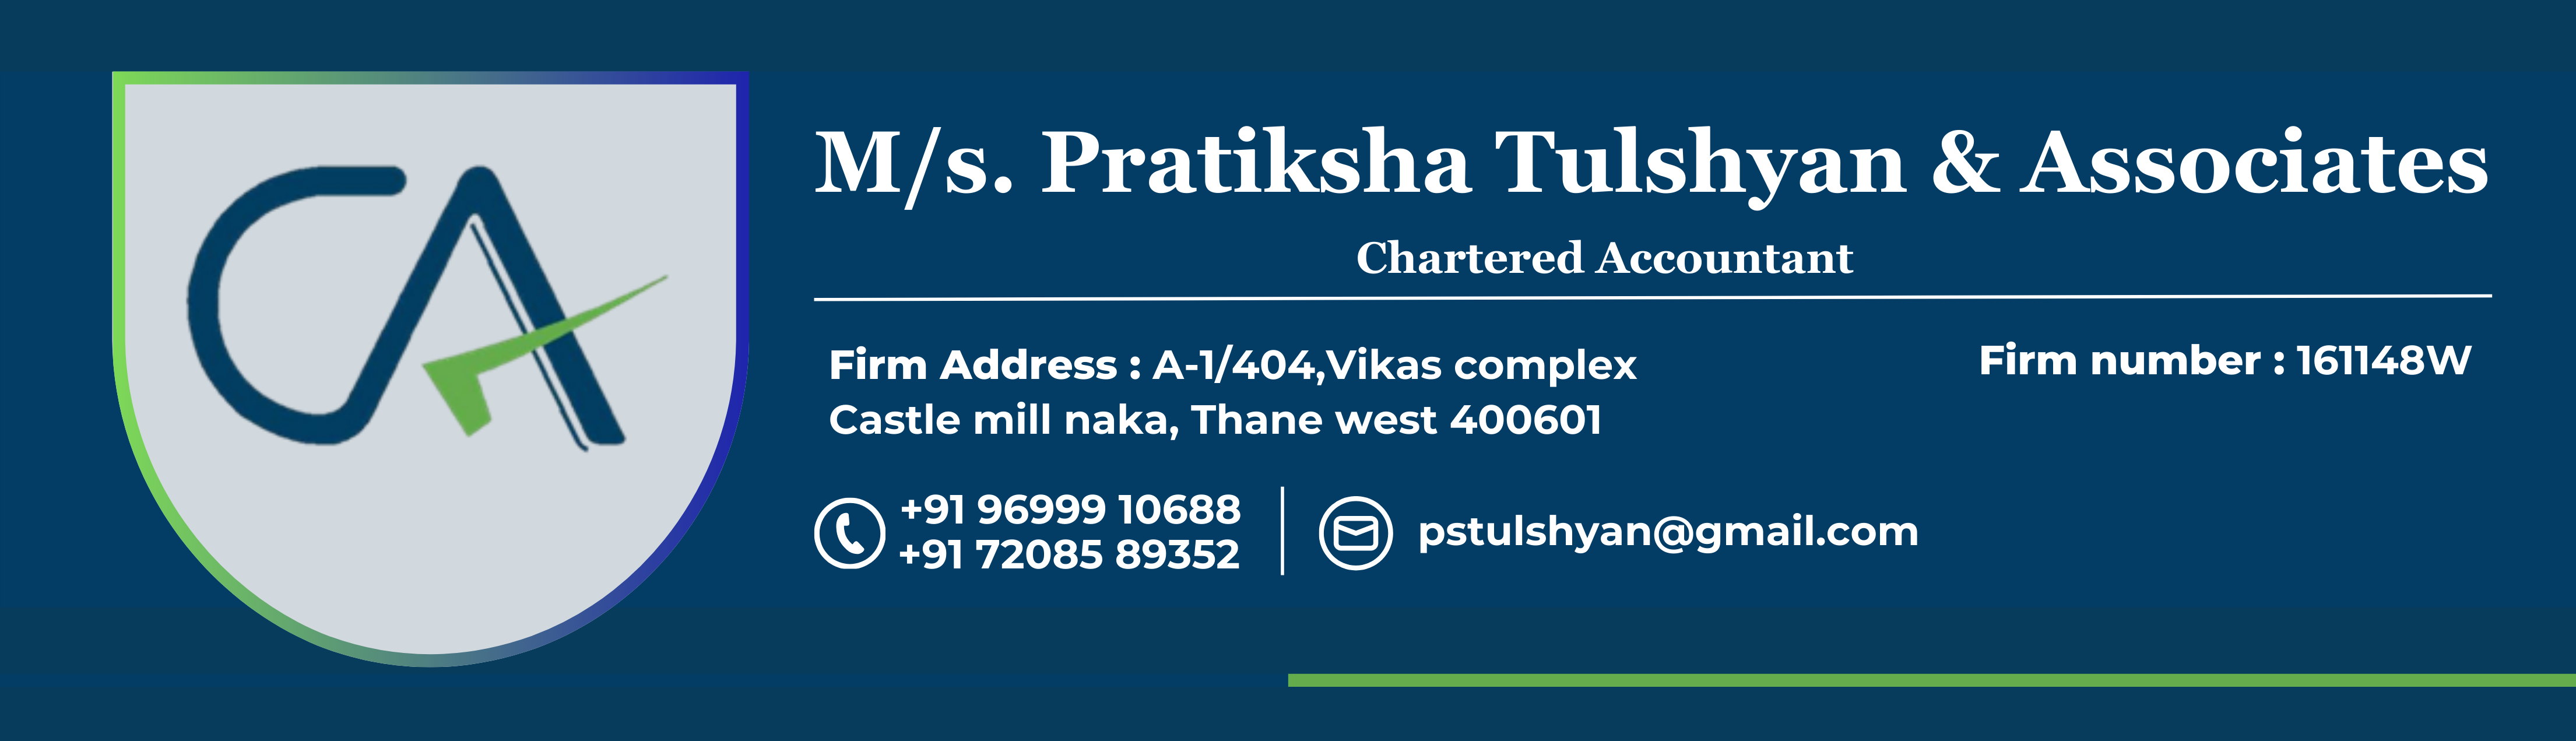 CA
M/s. Pratiksha Tulshyan & Associates
Chartered Accountant
Firm Address : A-1/404,Vikas complex
Castle mill naka, Thane west 400601
Firm number : 161148W
+91 96999 10688
+91 72085 89352
pstulshyan@gmail.com